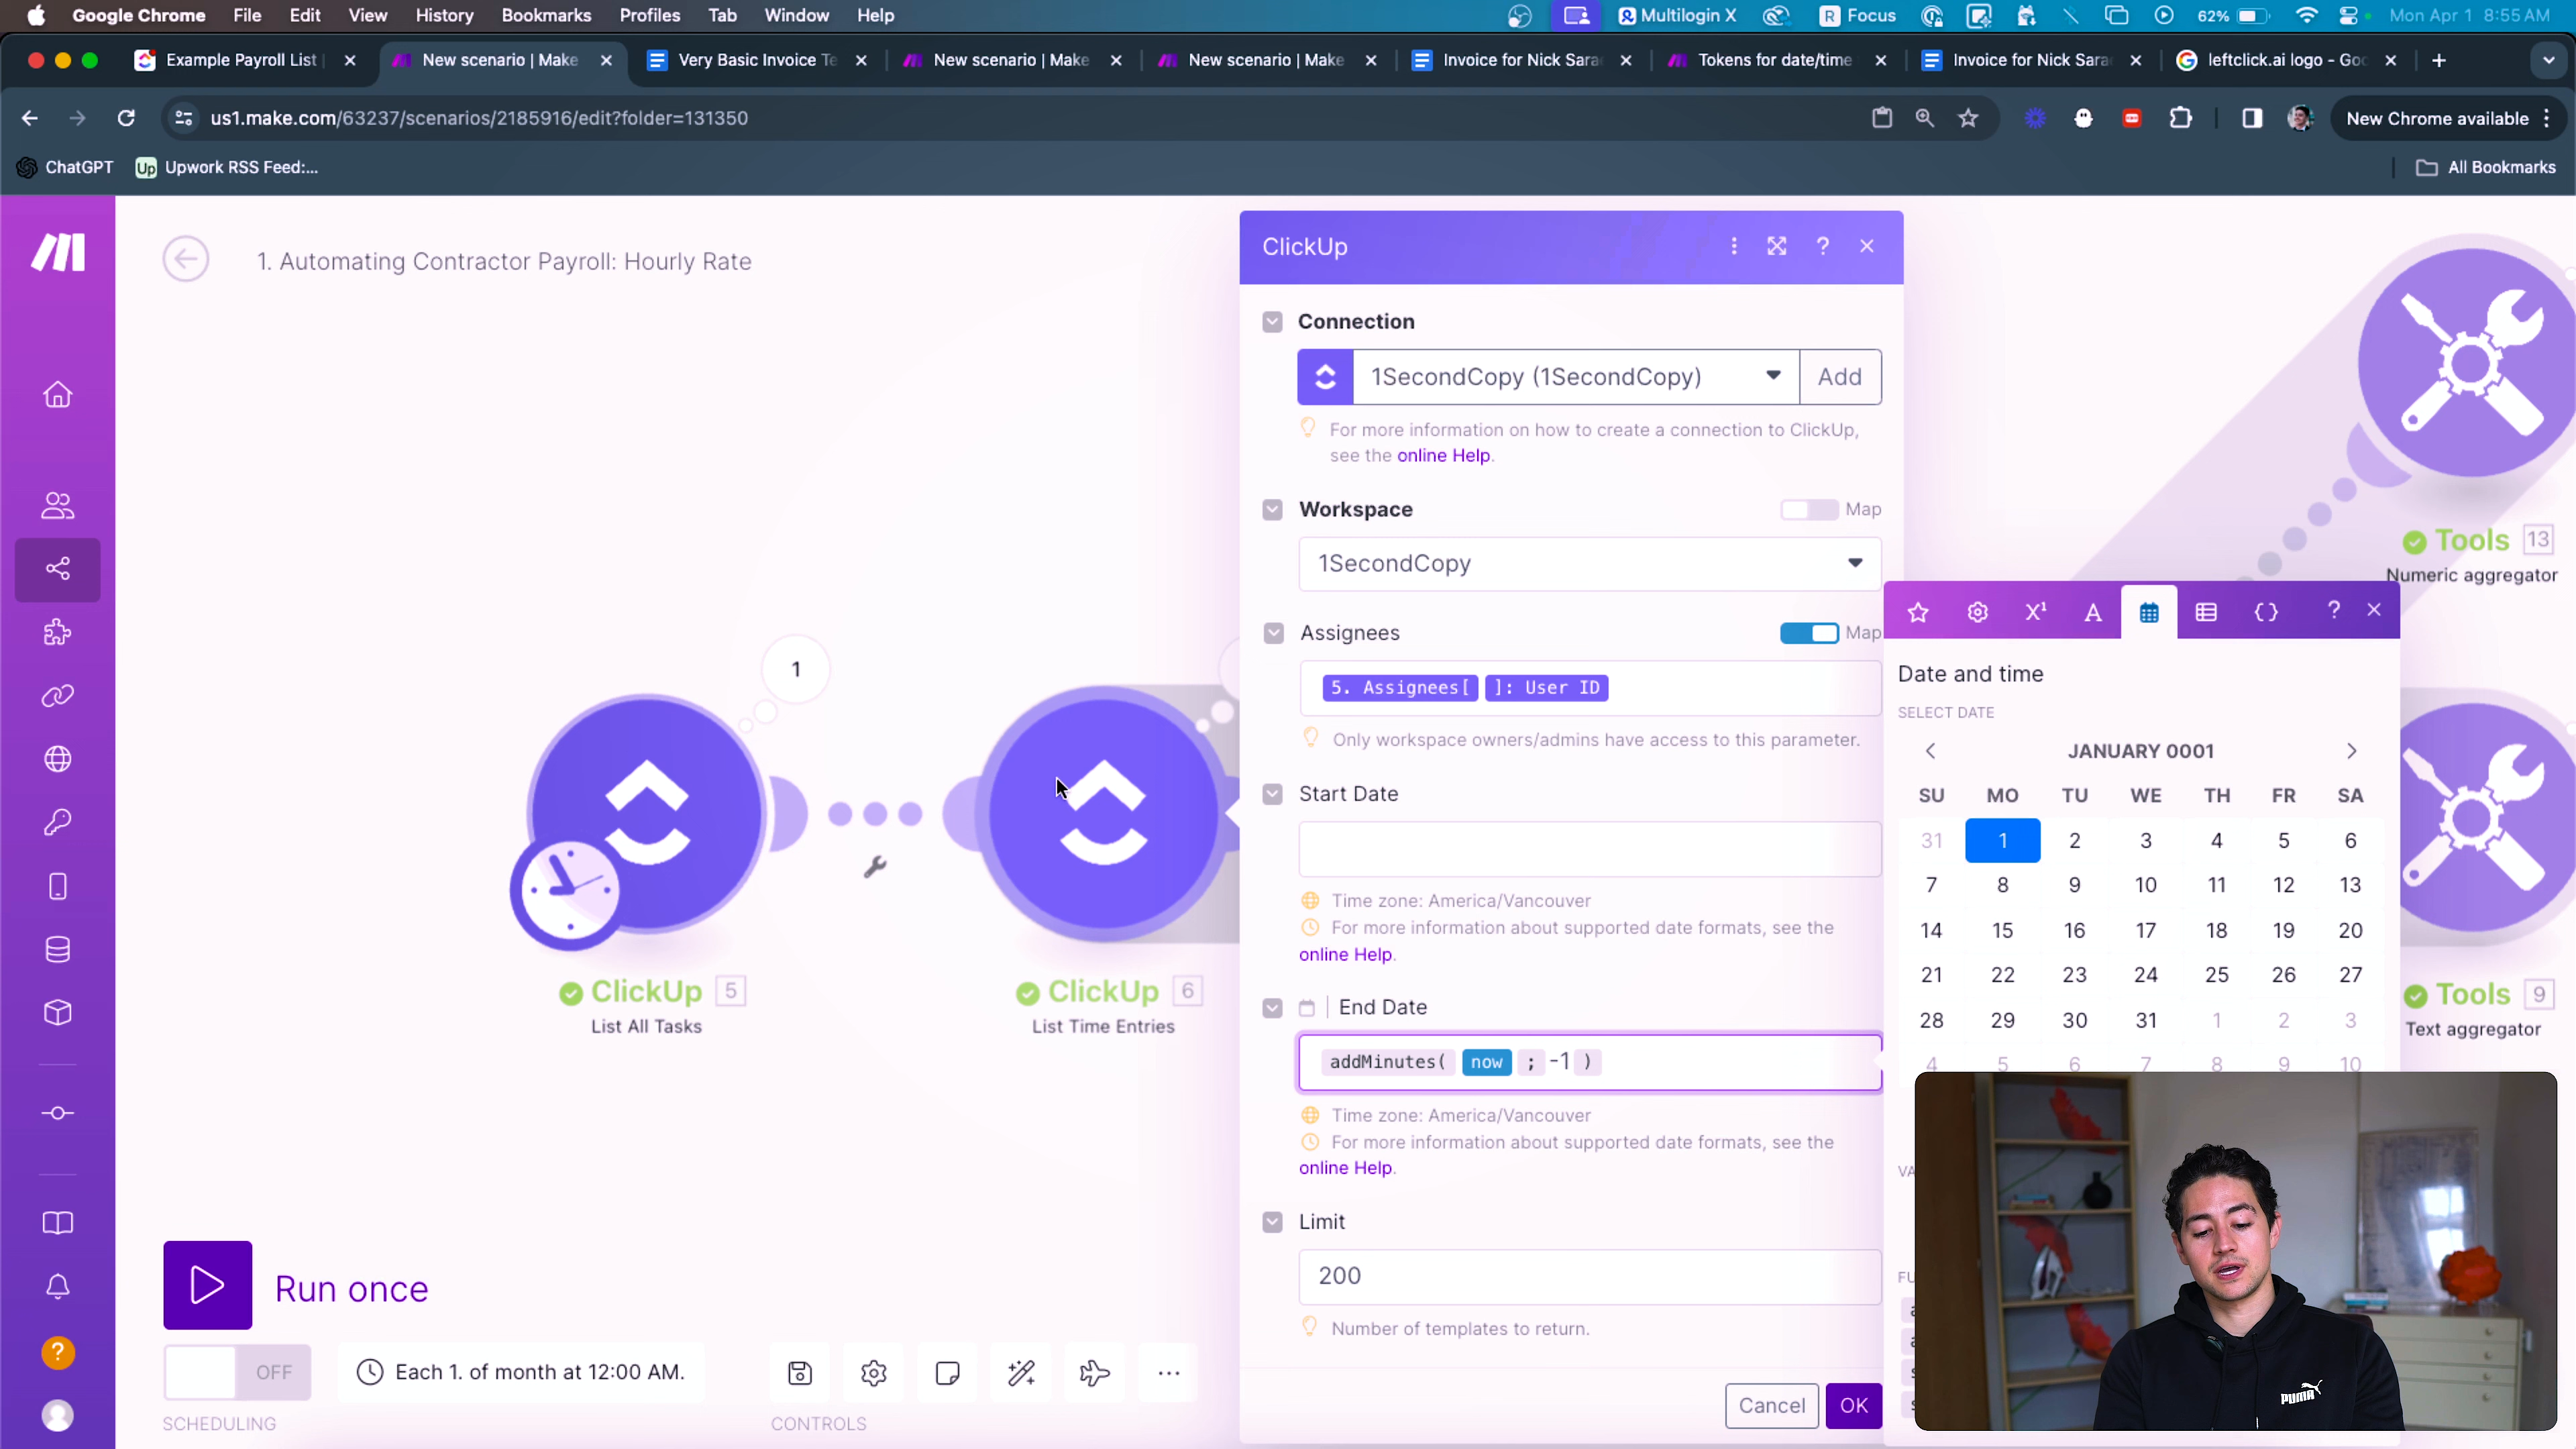 Google Chrome File Edit View History Bookmarks Profiles Tab Window Help Multilogin X Focus 62% Mon Apr 1 8:55 AM
Example Payroll List New scenario | Make Very Basic Invoice Te New scenario | Make New scenario | Make Invoice for Nick Sara Tokens for date/time Invoice for Nick Sara leftclick.ai logo - Goo
us1.make.com/63237/scenarios/2185916/edit?folder=131350 New Chrome available
ChatGPT Up Upwork RSS Feed:... All Bookmarks
1. Automating Contractor Payroll: Hourly Rate
ClickUp
Connection
1SecondCopy (1SecondCopy) Add
For more information on how to create a connection to ClickUp,
see the online Help.
Workspace Map
1SecondCopy
Assignees Map
5. Assignees[ ]: User ID
Only workspace owners/admins have access to this parameter.
Start Date
Time zone: America/Vancouver
For more information about supported date formats, see the
online Help.
End Date
addMinutes( now ; -1 )
Time zone: America/Vancouver
For more information about supported date formats, see the
online Help.
Limit
200
Number of templates to return.
Cancel OK
1
ClickUp 5
List All Tasks
ClickUp 6
List Time Entries
Tools 13
Numeric aggregator
Tools 9
Text aggregator
Date and time
SELECT DATE
JANUARY 0001
SU MO TU WE TH FR SA
31 1 2 3 4 5 6
7 8 9 10 11 12 13
14 15 16 17 18 19 20
21 22 23 24 25 26 27
28 29 30 31 1 2 3
4 5 6 7 8 9 10
Run once
OFF Each 1. of month at 12:00 AM.
SCHEDULING CONTROLS
PUMA